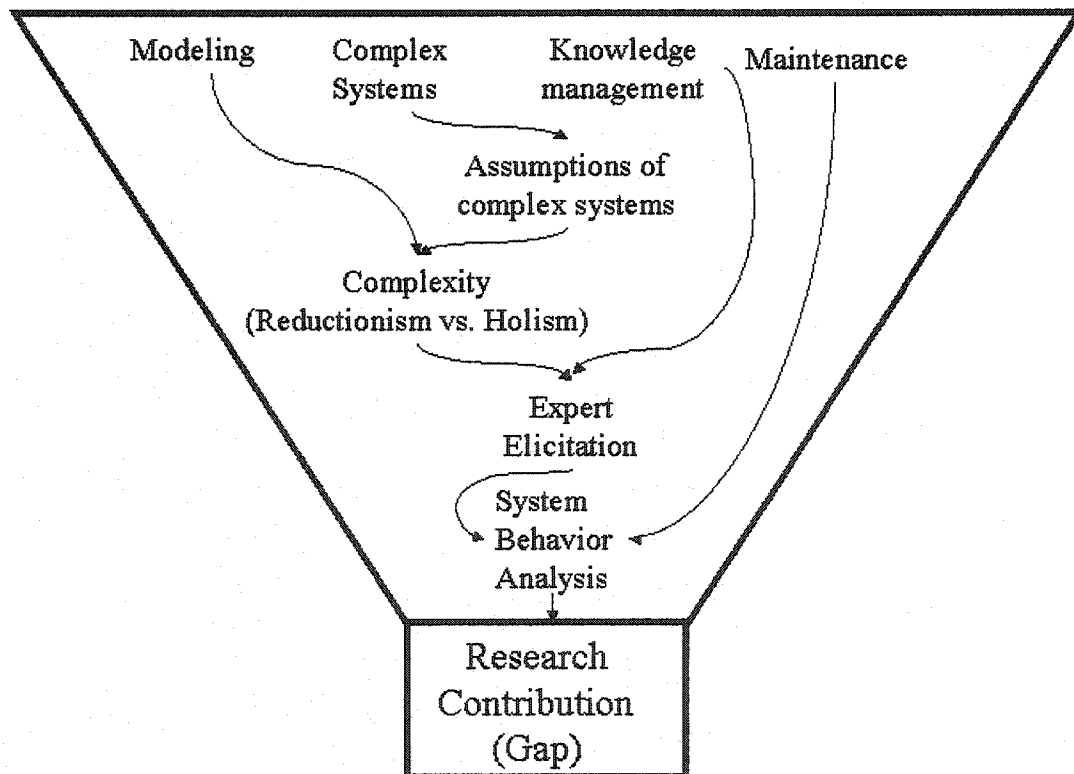 Modeling
Complex
Systems
Knowledge
management
Maintenance
Assumptions of
complex systems
Complexity
(Reductionism vs. Holism)
Expert
Elicitation
System
Behavior
Analysis
Research
Contribution
(Gap)